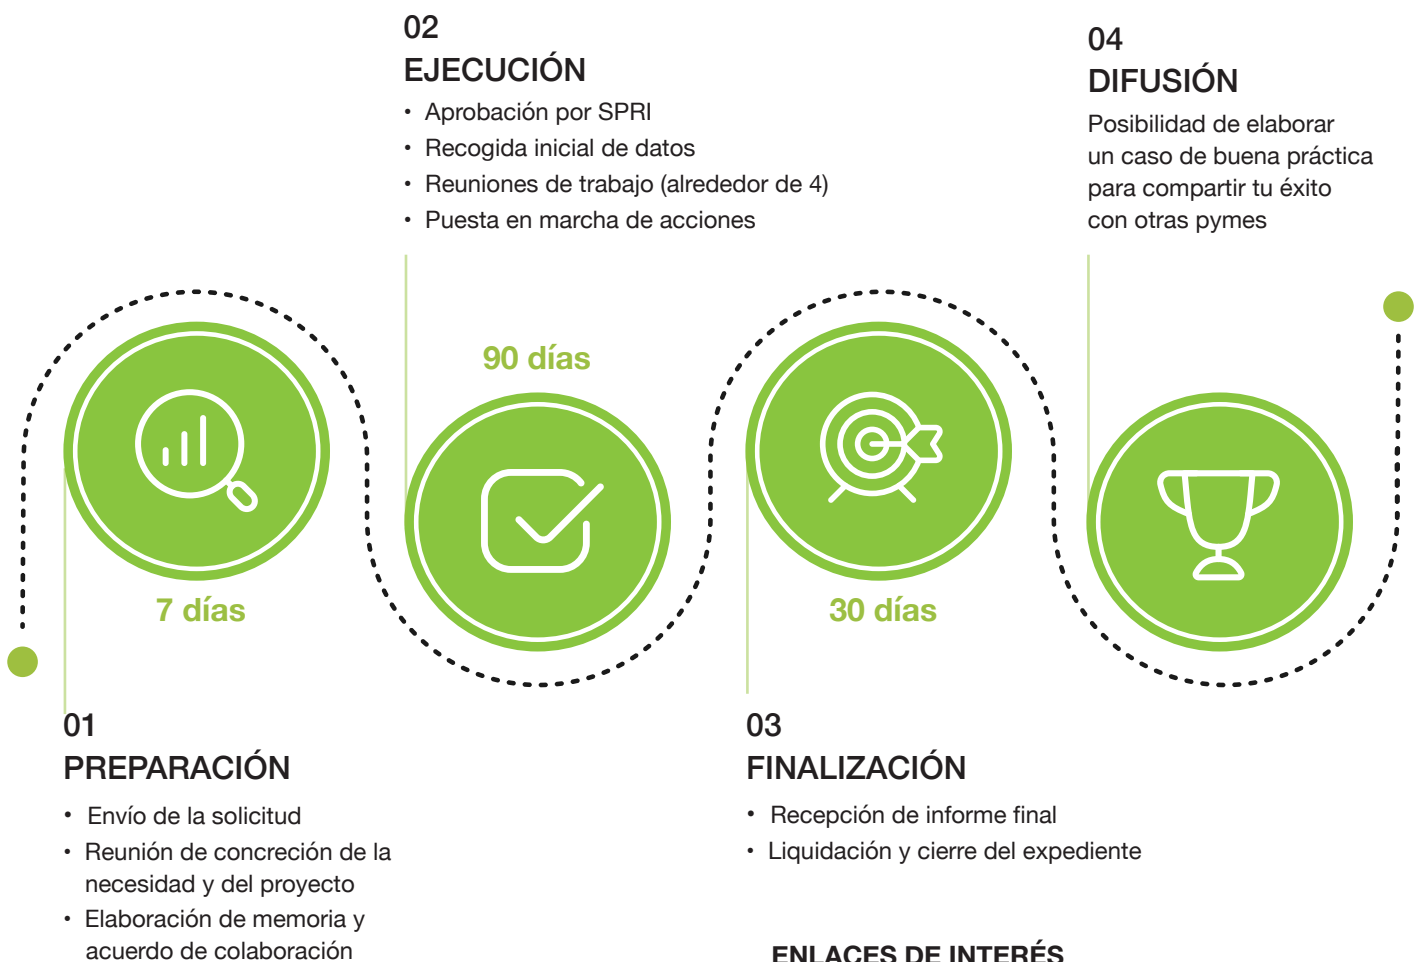 02
EJECUCIÓN
• Aprobación por SPRI
• Recogida inicial de datos
• Reuniones de trabajo (alrededor de 4)
• Puesta en marcha de acciones
04
DIFUSIÓN
Posibilidad de elaborar
un caso de buena práctica
para compartir tu éxito
con otras pymes
90 días
7 días
30 días
01
PREPARACIÓN
• Envío de la solicitud
• Reunión de concreción de la
necesidad y del proyecto
• Elaboración de memoria y
acuerdo de colaboración
03
FINALIZACIÓN
• Recepción de informe final
• Liquidación y cierre del expediente
ENLACES DE INTERÉS